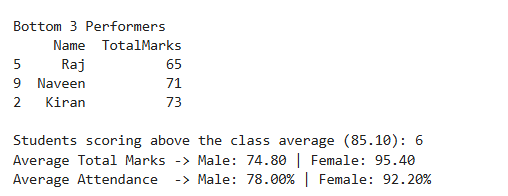 Bottom 3 Performers
Name TotalMarks
5 Raj 65
9 Naveen 71
2 Kiran 73
Students scoring above the class average (85.10): 6
Average Total Marks -> Male: 74.80 | Female: 95.40
Average Attendance -> Male: 78.00% | Female: 92.20%